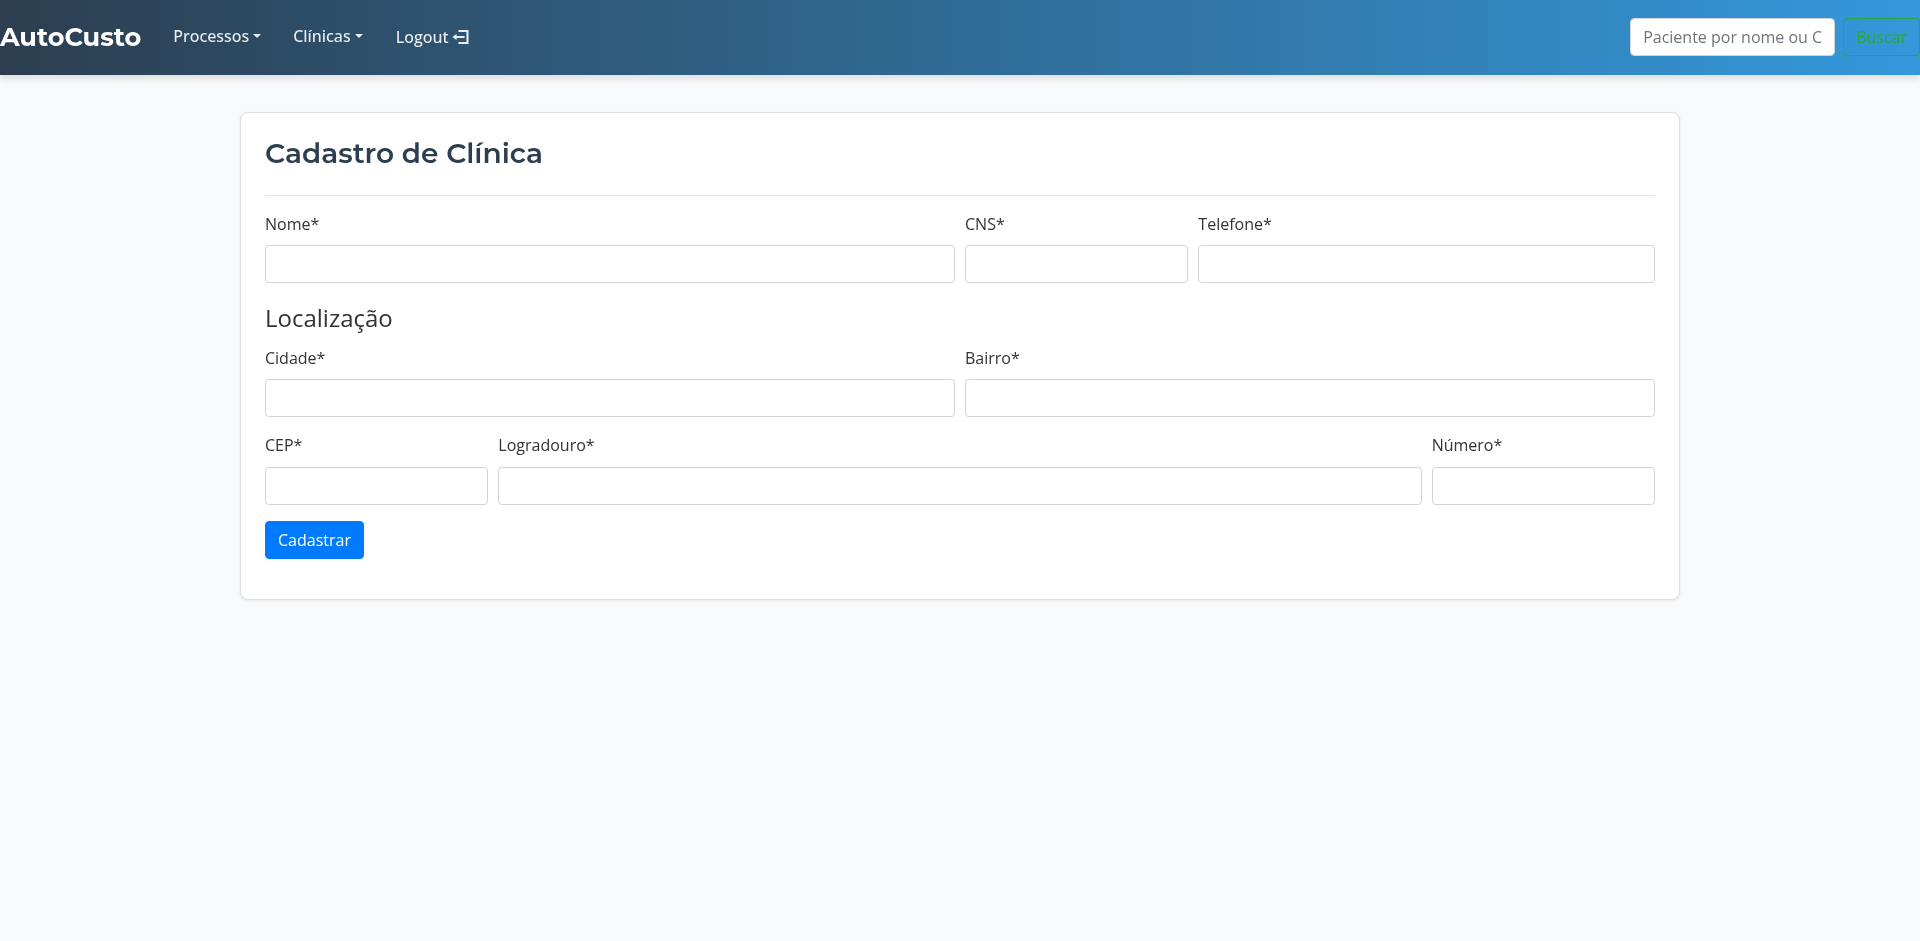 AutoCusto Processos Clínicas Logout Paciente por nome ou C Buscar
Cadastro de Clínica
Nome* CNS* Telefone*
Localização
Cidade* Bairro*
CEP* Logradouro* Número*
Cadastrar